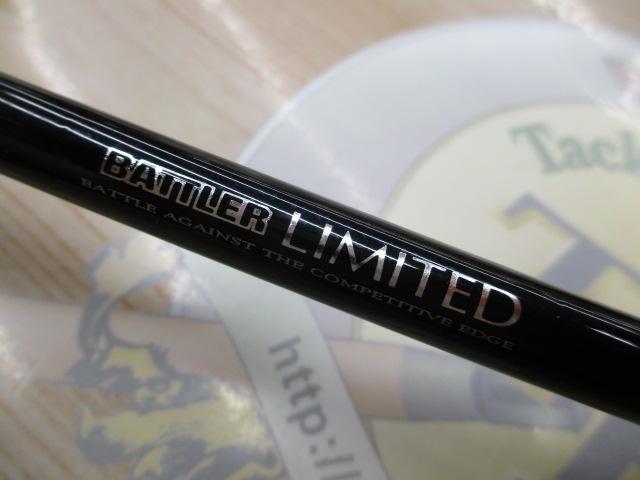 BATTLER LIMITED
BATTLE AGAINST THE COMPETITIVE EDGE
Tack
http://